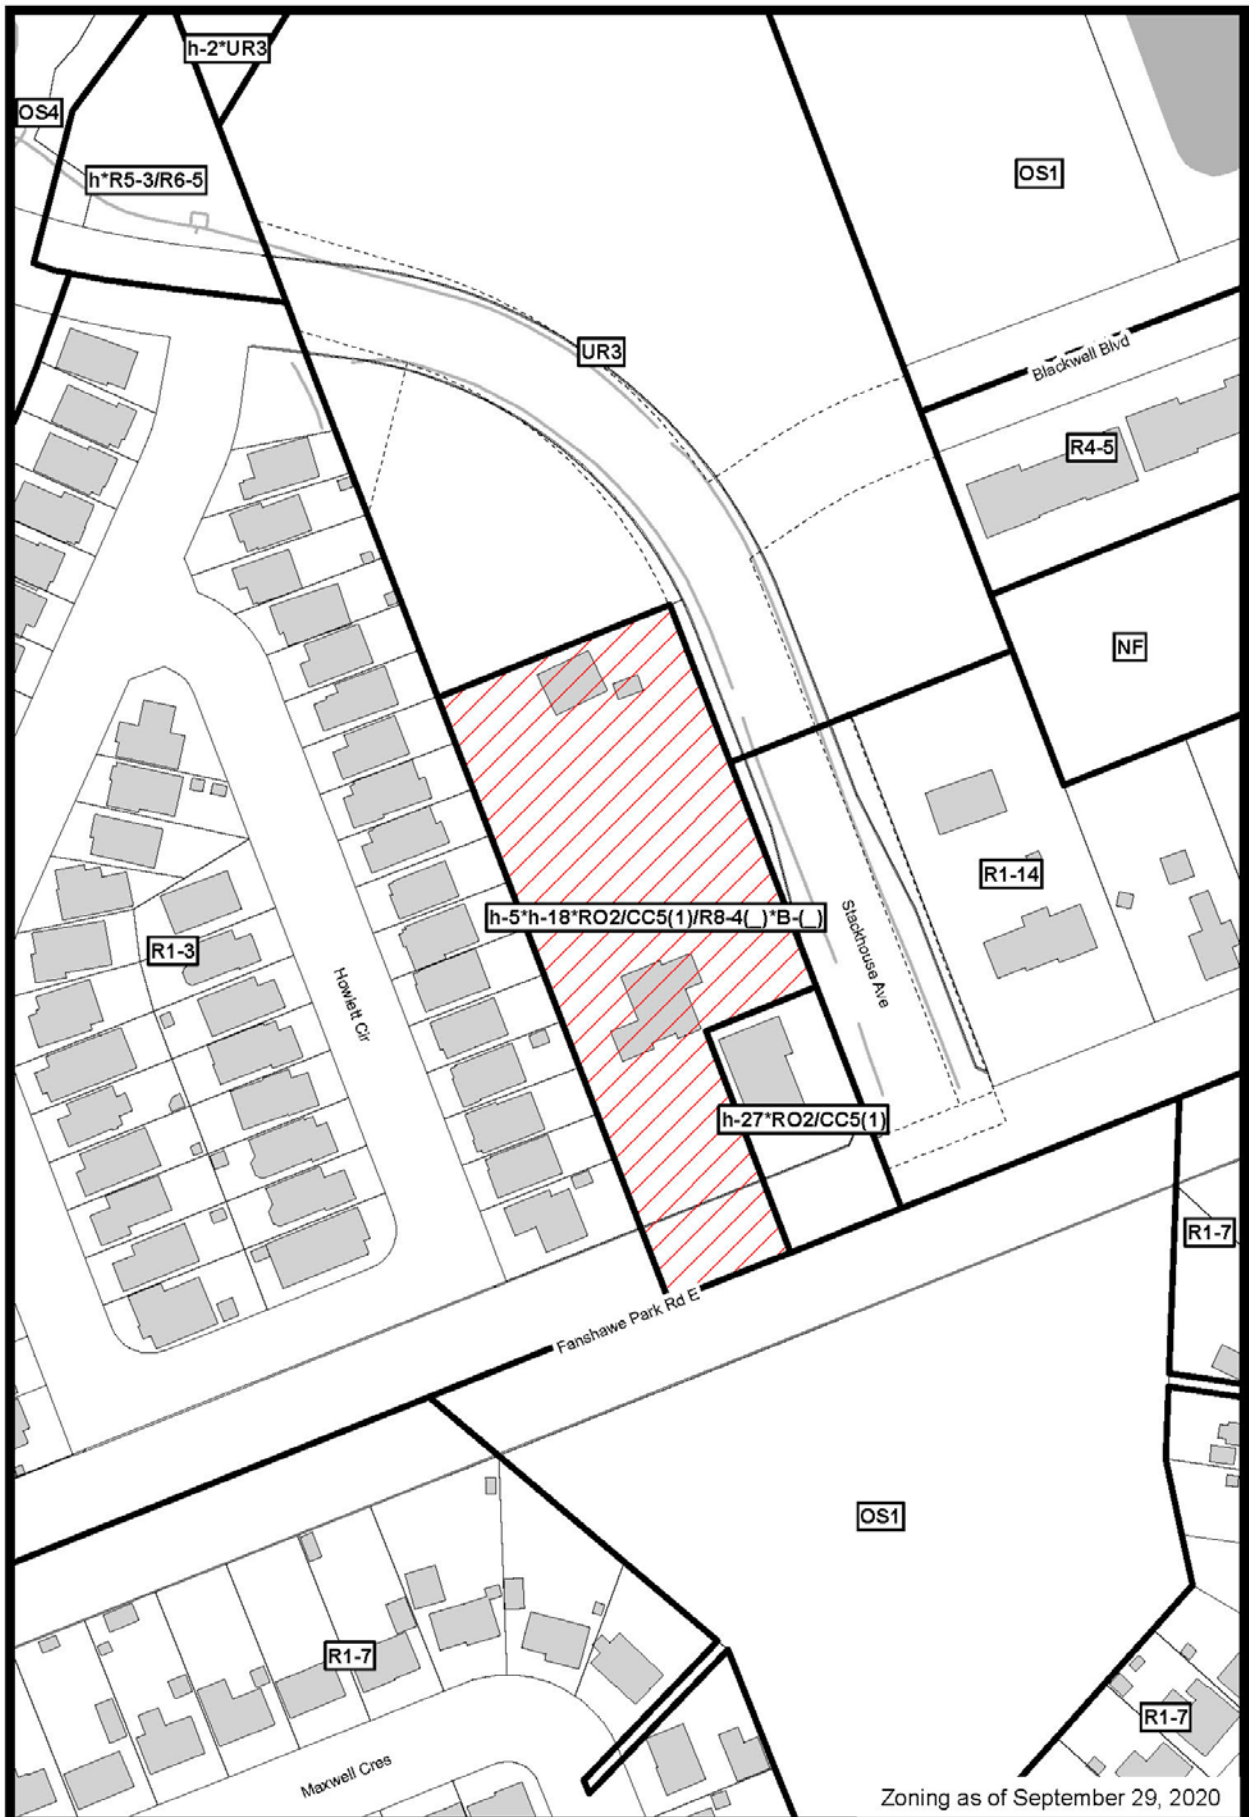 h-2*UR3
OS4
h*R5-3/R6-5
OS1
UR3
Blackwell Blvd
R4-5
NF
R1-14
h-5*h-18*RO2/CC5(1)/R8-4(_)*B-(_)
Stackhouse Ave
R1-3
Howlett Cir
h-27*RO2/CC5(1)
R1-7
Fanshawe Park Rd E
OS1
R1-7
R1-7
Maxwell Cres
Zoning as of September 29, 2020